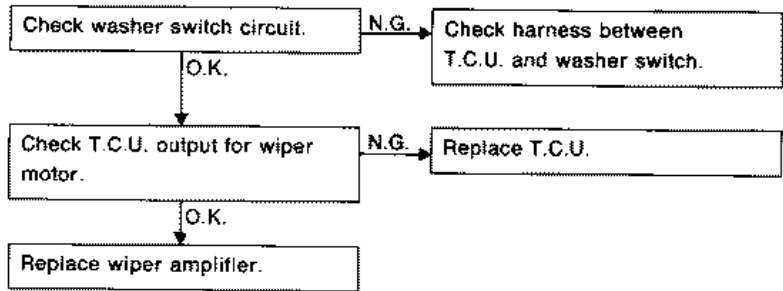 Check washer switch circuit.
N.G.
Check harness between
T.C.U. and washer switch.
O.K.
Check T.C.U. output for wiper
motor.
N.G.
Replace T.C.U.
O.K.
Replace wiper amplifier.